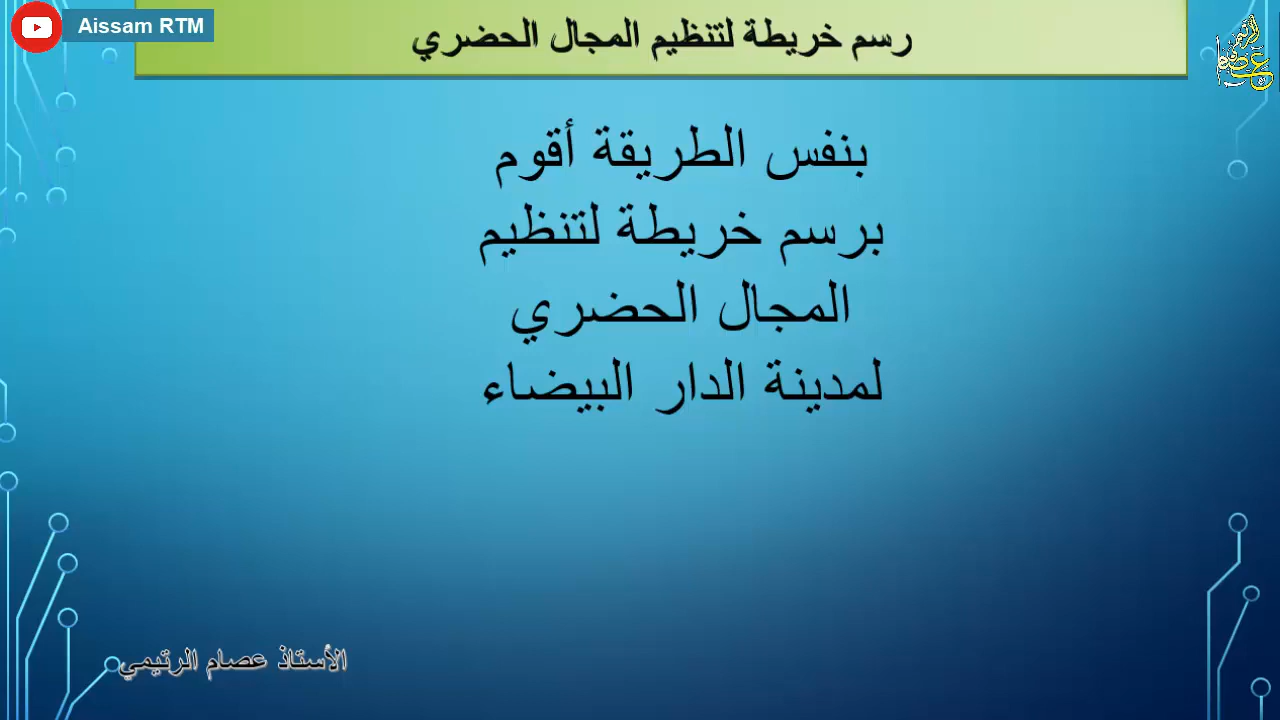 Aissam RTM
رسم خريطة لتنظيم المجال الحضري
بنفس الطريقة أقوم
برسم خريطة لتنظيم
المجال الحضري
لمدينة الدار البيضاء
الأستاذ عصام الرتيمي